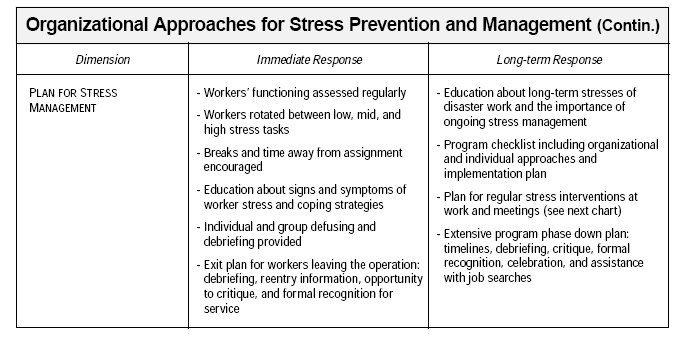 Organizational Approaches for Stress Prevention and Management (Contin.)
Dimension
Immediate Response
Long-term Response
PLAN FOR STRESS
MANAGEMENT
- Workers' functioning assessed regularly
- Workers rotated between low, mid, and
high stress tasks
- Breaks and time away from assignment
encouraged
- Education about signs and symptoms of
worker stress and coping strategies
- Individual and group defusing and
debriefing provided
- Exit plan for workers leaving the operation:
debriefing, reentry information, opportunity
to critique, and formal recognition for
service
- Education about long-term stresses of
disaster work and the importance of
ongoing stress management
- Program checklist including organizational
and individual approaches and
implementation plan
- Plan for regular stress interventions at
work and meetings (see next chart)
- Extensive program phase down plan:
timelines, debriefing, critique, formal
recognition, celebration, and assistance
with job searches